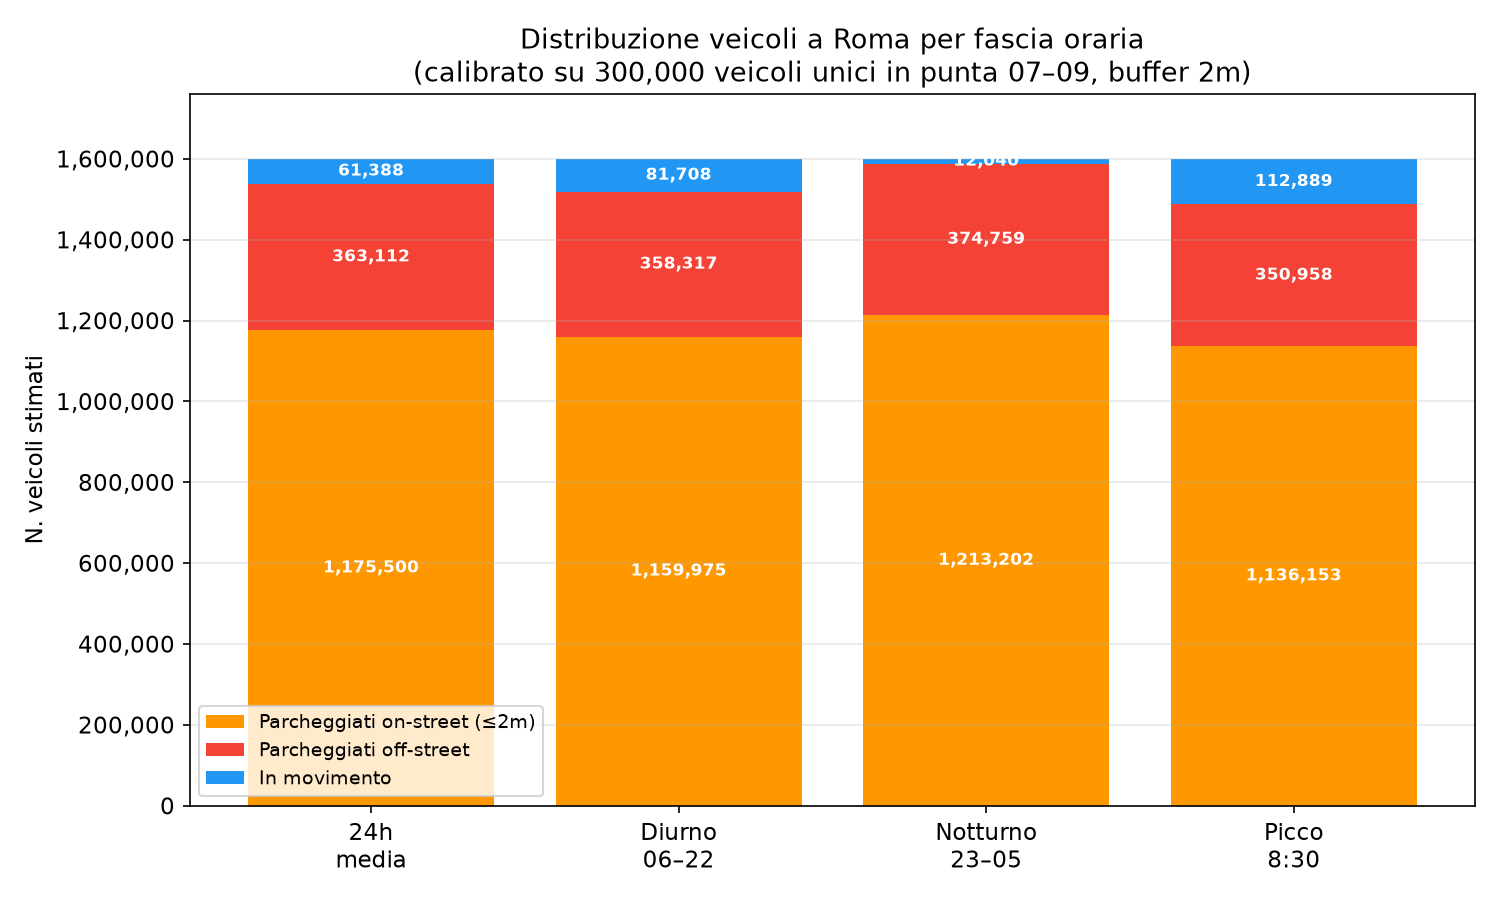 Distribuzione veicoli a Roma per fascia oraria
(calibrato su 300,000 veicoli unici in punta 07–09, buffer 2m)
N. veicoli stimati
1,600,000
1,400,000
1,200,000
1,000,000
800,000
600,000
400,000
200,000
0
61,388
363,112
1,175,500
81,708
358,317
1,159,975
12,040
374,759
1,213,202
112,889
350,958
1,136,153
Parcheggiati on-street (≤2m)
Parcheggiati off-street
In movimento
24h
media
Diurno
06–22
Notturno
23–05
Picco
8:30